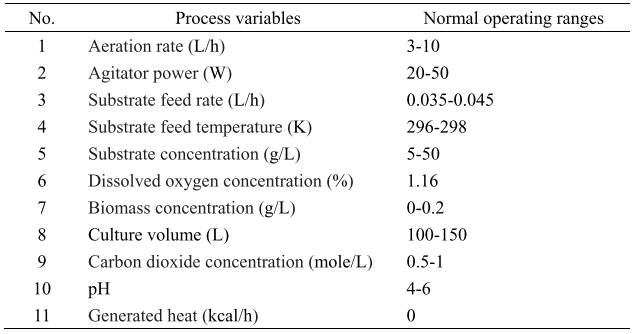 No. Process variables Normal operating ranges
1 Aeration rate (L/h) 3-10
2 Agitator power (W) 20-50
3 Substrate feed rate (L/h) 0.035-0.045
4 Substrate feed temperature (K) 296-298
5 Substrate concentration (g/L) 5-50
6 Dissolved oxygen concentration (%) 1.16
7 Biomass concentration (g/L) 0-0.2
8 Culture volume (L) 100-150
9 Carbon dioxide concentration (mole/L) 0.5-1
10 pH 4-6
11 Generated heat (kcal/h) 0